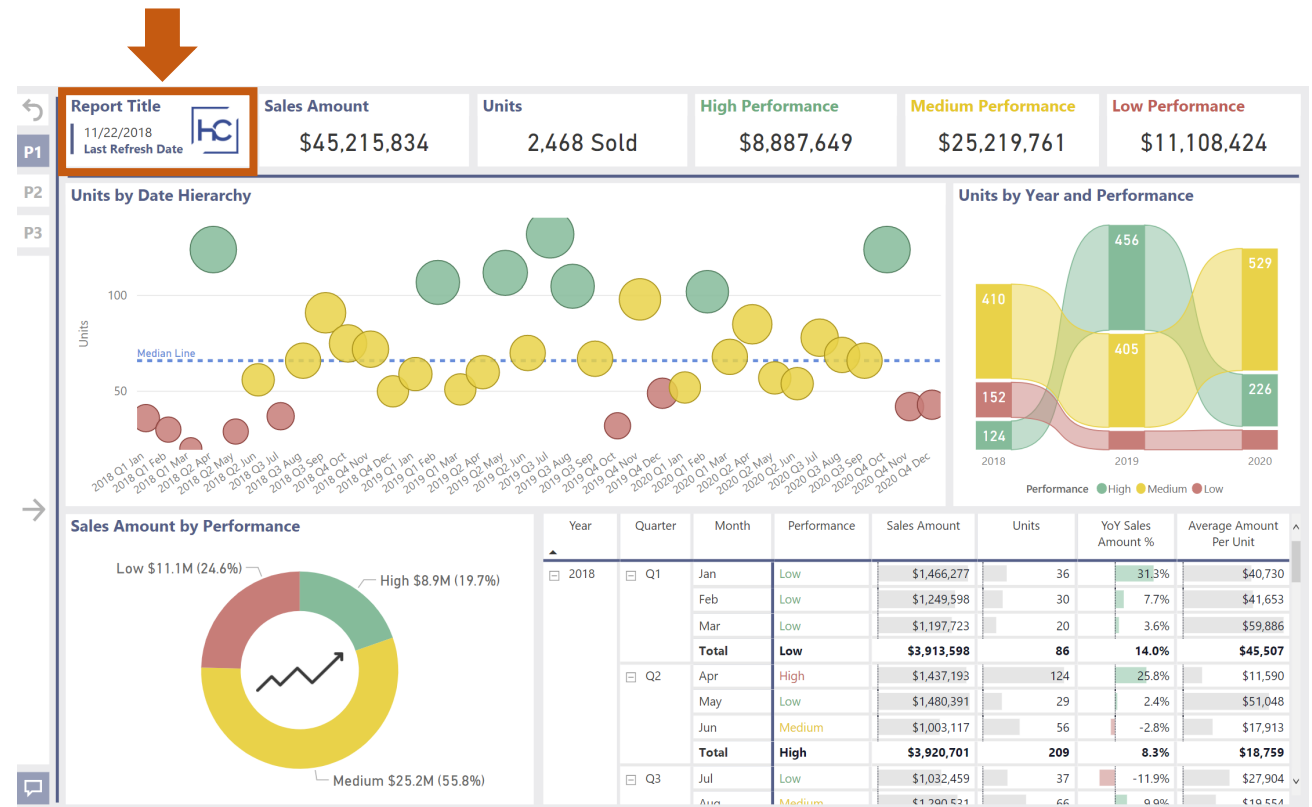 Report Title
11/22/2018
Last Refresh Date
hC
Sales Amount
$45,215,834
Units
2,468 Sold
High Performance
$8,887,649
Medium Performance
$25,219,761
Low Performance
$11,108,424
P1
P2
P3
Units by Date Hierarchy
Units
100
50
Median Line
2018 Q1 Jan
2018 Q1 Feb
2018 Q1 Mar
2018 Q2 Apr
2018 Q2 May
2018 Q2 Jun
2018 Q3 Jul
2018 Q3 Aug
2018 Q3 Sep
2018 Q4 Oct
2018 Q4 Nov
2018 Q4 Dec
2019 Q1 Jan
2019 Q1 Feb
2019 Q1 Mar
2019 Q2 Apr
2019 Q2 May
2019 Q2 Jun
2019 Q3 Jul
2019 Q3 Aug
2019 Q3 Sep
2019 Q4 Oct
2019 Q4 Nov
2019 Q4 Dec
2020 Q1 Jan
2020 Q1 Feb
2020 Q1 Mar
2020 Q2 Apr
2020 Q2 May
2020 Q2 Jun
2020 Q3 Jul
2020 Q3 Aug
2020 Q3 Sep
2020 Q4 Oct
2020 Q4 Nov
2020 Q4 Dec
Units by Year and Performance
456
529
410
405
226
152
124
2018 2019 2020
Performance High Medium Low
Sales Amount by Performance
Low $11.1M (24.6%)
High $8.9M (19.7%)
Medium $25.2M (55.8%)
Year Quarter Month Performance Sales Amount Units YoY Sales Amount % Average Amount Per Unit
2018 Q1 Jan Low $1,466,277 36 31.3% $40,730
Feb Low $1,249,598 30 7.7% $41,653
Mar Low $1,197,723 20 3.6% $59,886
Total Low $3,913,598 86 14.0% $45,507
Q2 Apr High $1,437,193 124 25.8% $11,590
May Low $1,480,391 29 2.4% $51,048
Jun Medium $1,003,117 56 -2.8% $17,913
Total High $3,920,701 209 8.3% $18,759
Q3 Jul Low $1,032,459 37 -11.9% $27,904
Aug Medium $1,290,531 66 9.9% $19,554